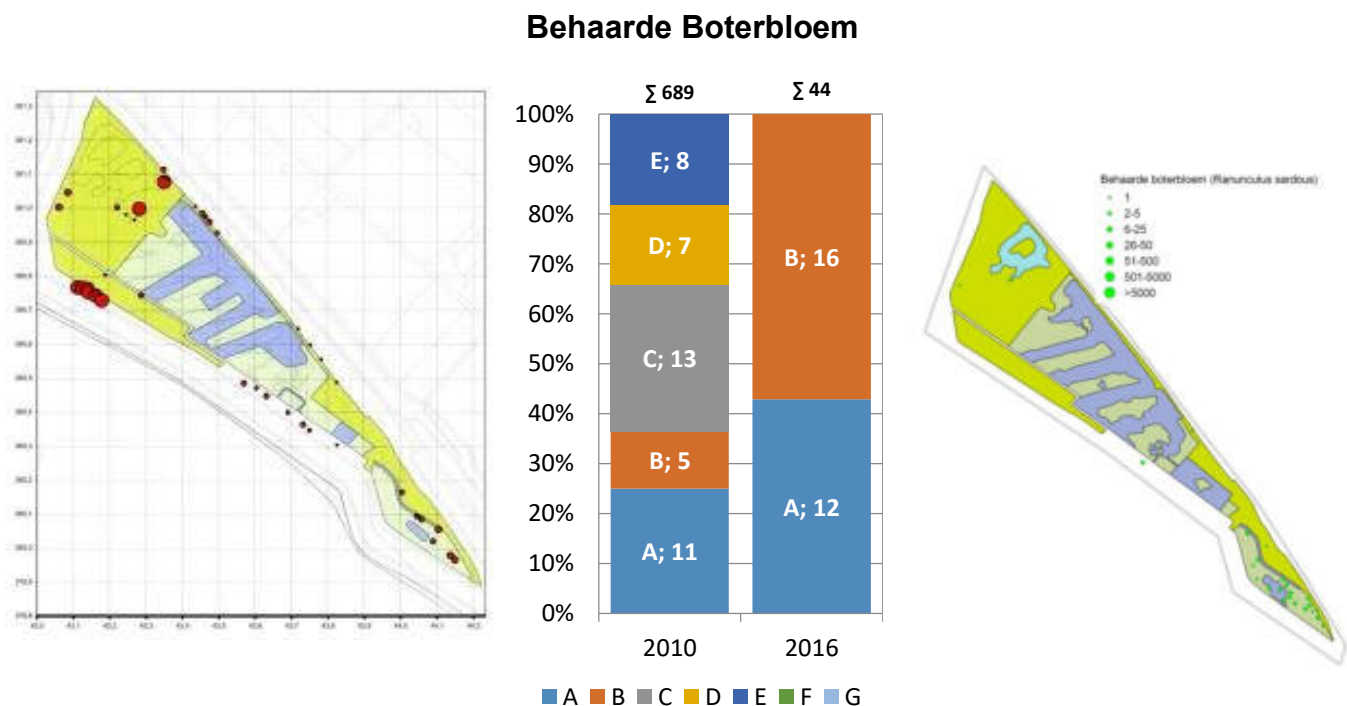 Behaarde Boterbloem
∑ 689
∑ 44
100%
90%
80%
70%
60%
50%
40%
30%
20%
10%
0%
E; 8
D; 7
C; 13
B; 5
A; 11
B; 16
A; 12
2010
2016
A B C D E F G
Behaarde boterbloem (Ranunculus sardous)
1
2-5
6-25
26-50
51-500
501-5000
>5000